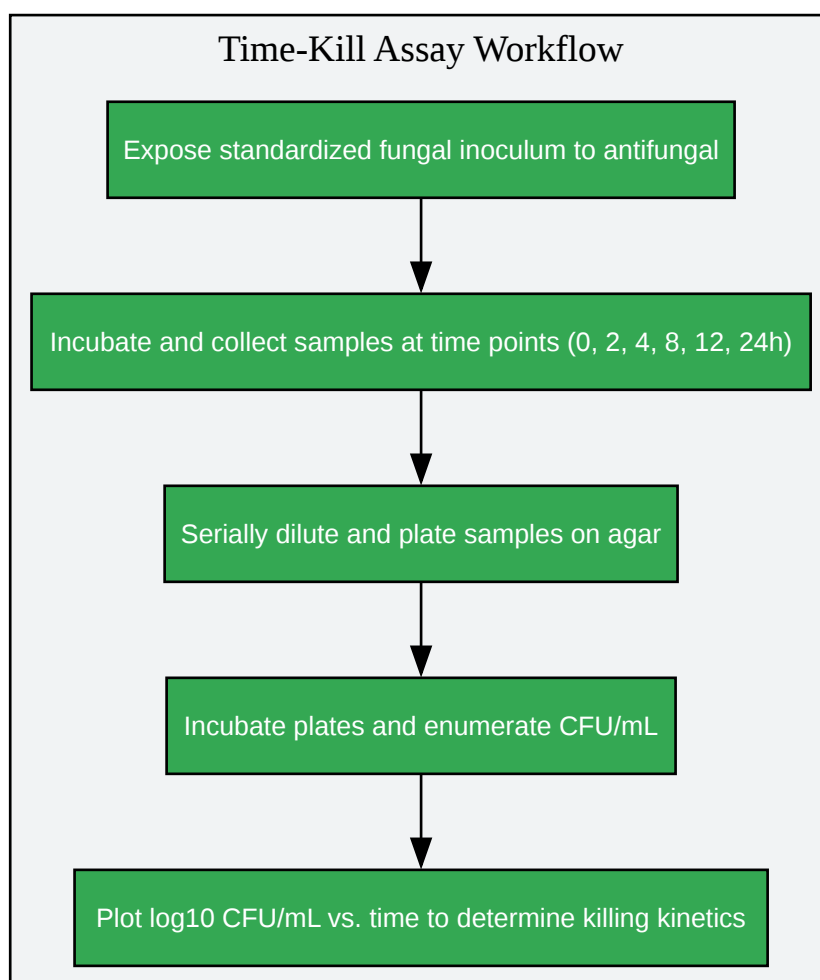 Time-Kill Assay Workflow
Expose standardized fungal inoculum to antifungal
Incubate and collect samples at time points (0, 2, 4, 8, 12, 24h)
Serially dilute and plate samples on agar
Incubate plates and enumerate CFU/mL
Plot log10 CFU/mL vs. time to determine killing kinetics